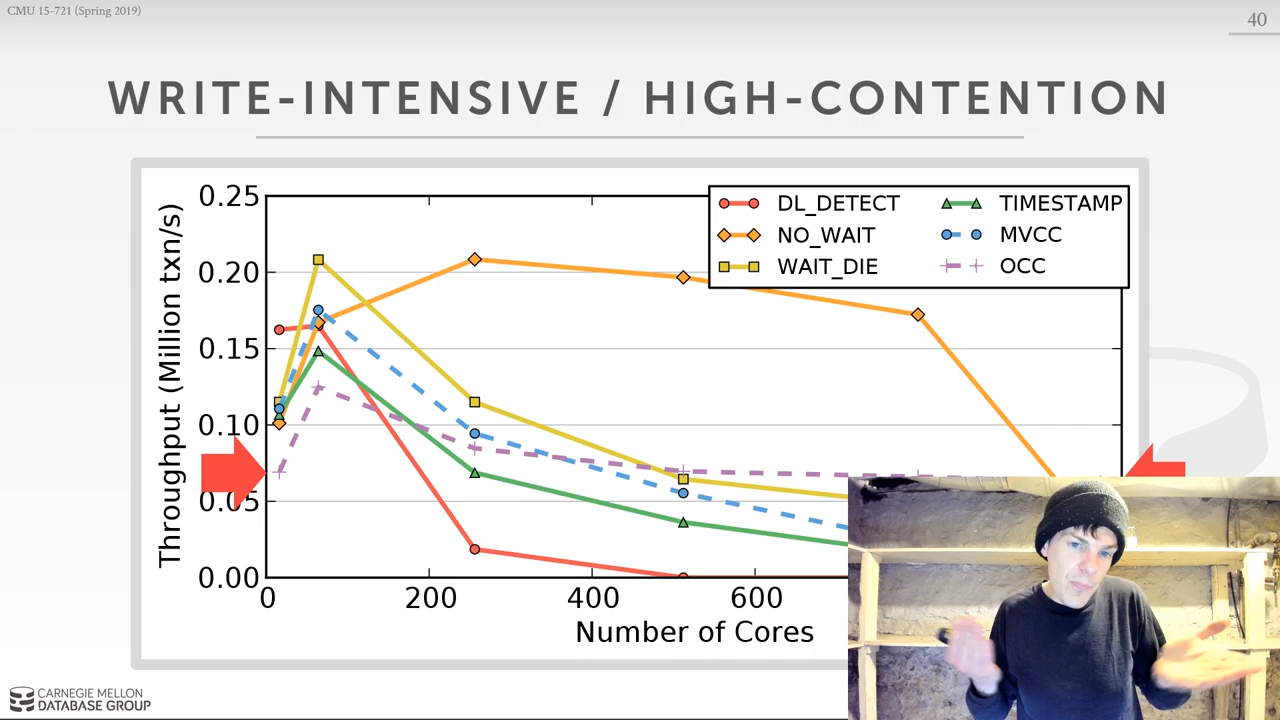 CMU 15-721 (Spring 2019)
40
WRITE-INTENSIVE / HIGH-CONTENTION
DL_DETECT
NO_WAIT
WAIT_DIE
TIMESTAMP
MVCC
OCC
Throughput (Million txn/s)
0.25
0.20
0.15
0.10
0.05
0.00
0
200
400
600
Number of Cores
CARNEGIE MELLON
DATABASE GROUP